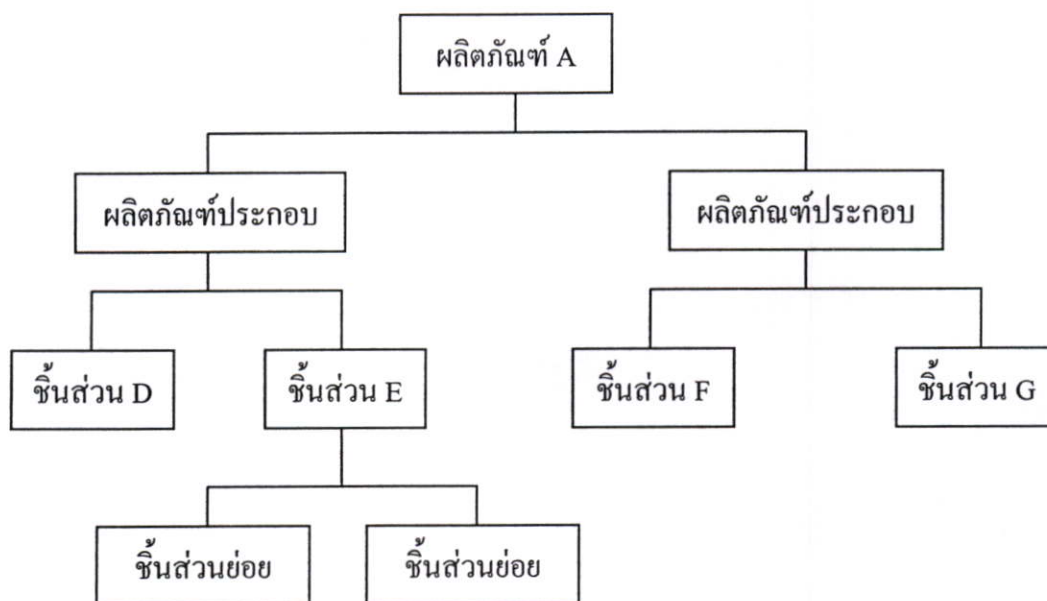 ผลิตภัณฑ์ A
ผลิตภัณฑ์ประกอบ
ผลิตภัณฑ์ประกอบ
ชิ้นส่วน D
ชิ้นส่วน E
ชิ้นส่วน F
ชิ้นส่วน G
ชิ้นส่วนย่อย
ชิ้นส่วนย่อย